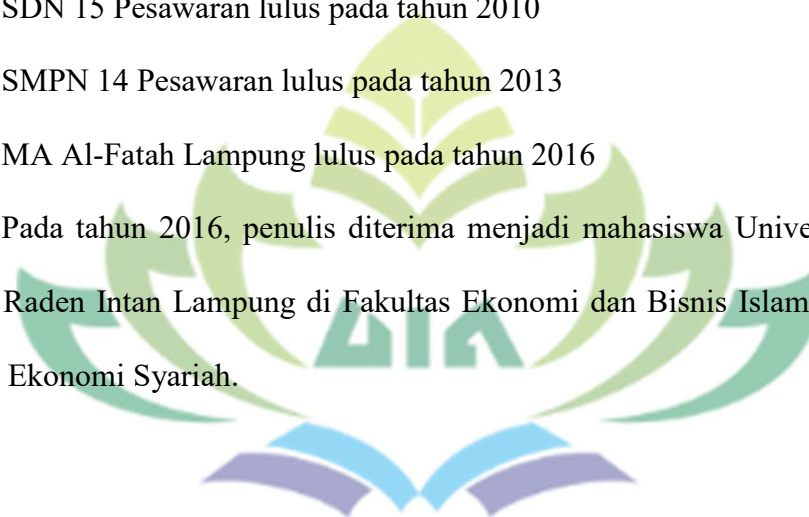 SDN 15 Pesawaran lulus pada tahun 2010
SMPN 14 Pesawaran lulus pada tahun 2013
MA Al-Fatah Lampung lulus pada tahun 2016
Pada tahun 2016, penulis diterima menjadi mahasiswa Unive
Raden Intan Lampung di Fakultas Ekonomi dan Bisnis Islam
Ekonomi Syariah.